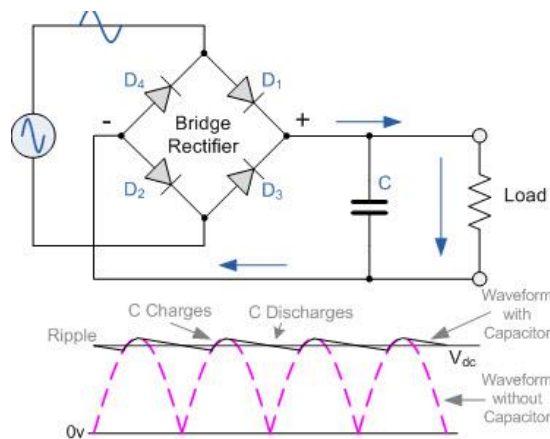 D4
D1
-
Bridge
Rectifier
+
D2
D3
C
Load
C Charges
C Discharges
Waveform
with
Capacitor
Ripple
Vdc
Waveform
without
Capacitor
0v